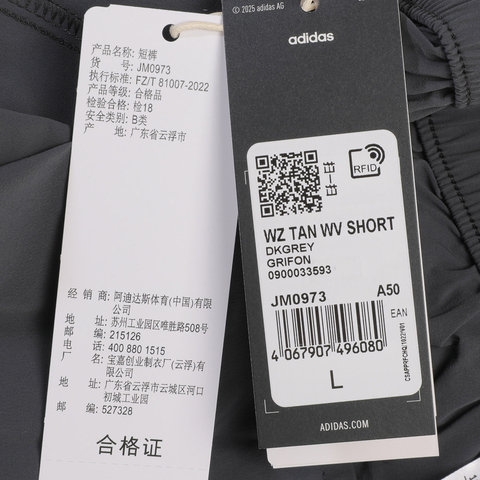 产品名称: 短裤
货 号: JM0973
执行标准: FZ/T 81007-2022
产品等级: 合格品
检验合格: 检18
安全类别: B类
产 地: 广东省云浮市
经 销 商: 阿迪达斯体育(中国)有限
公司
地 址: 苏州工业园区唯胜路508号
邮 编: 215126
电 话: 400 880 1515
厂 名: 宝嘉创业制衣厂(云浮)有
限公司
地 址: 广东省云浮市云城区河口
初城工业园
邮 编: 527328
合格证
© 2025 adidas AG
adidas
RFID
WZ TAN WV SHORT
DKGREY
GRIFON
0900033593
JM0973 A50
EAN
4 067907 496080
L
ADIDAS.COM